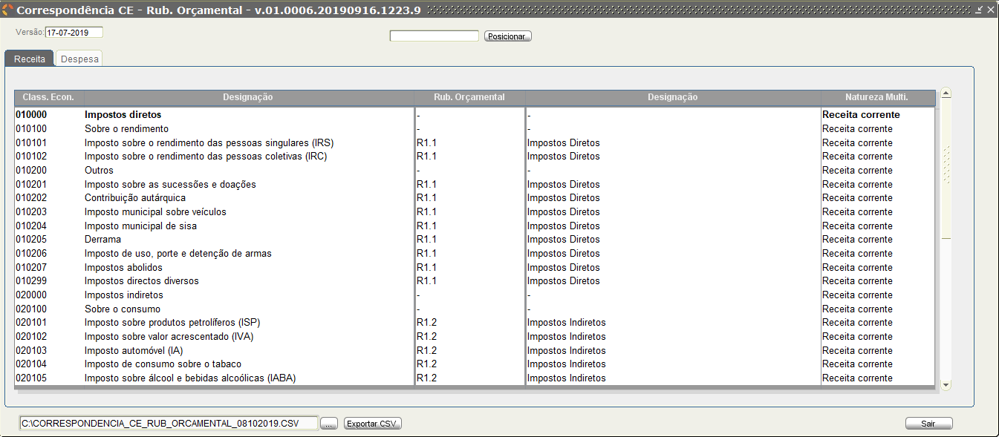 Correspondência CE - Rub. Orçamental - v.01.0006.20190916.1223.9
Versão: 17-07-2019 Posicionar
Receita Despesa
Class. Econ. Designação Rub. Orçamental Designação Natureza Multi.
010000 Impostos diretos - - Receita corrente
010100 Sobre o rendimento - - Receita corrente
010101 Imposto sobre o rendimento das pessoas singulares (IRS) R1.1 Impostos Diretos Receita corrente
010102 Imposto sobre o rendimento das pessoas coletivas (IRC) R1.1 Impostos Diretos Receita corrente
010200 Outros - - Receita corrente
010201 Imposto sobre as sucessões e doações R1.1 Impostos Diretos Receita corrente
010202 Contribuição autárquica R1.1 Impostos Diretos Receita corrente
010203 Imposto municipal sobre veículos R1.1 Impostos Diretos Receita corrente
010204 Imposto municipal de sisa R1.1 Impostos Diretos Receita corrente
010205 Derrama R1.1 Impostos Diretos Receita corrente
010206 Imposto de uso, porte e detenção de armas R1.1 Impostos Diretos Receita corrente
010207 Impostos abolidos R1.1 Impostos Diretos Receita corrente
010299 Impostos directos diversos R1.1 Impostos Diretos Receita corrente
020000 Impostos indiretos - - Receita corrente
020100 Sobre o consumo - - Receita corrente
020101 Imposto sobre produtos petrolíferos (ISP) R1.2 Impostos Indiretos Receita corrente
020102 Imposto sobre valor acrescentado (IVA) R1.2 Impostos Indiretos Receita corrente
020103 Imposto automóvel (IA) R1.2 Impostos Indiretos Receita corrente
020104 Imposto de consumo sobre o tabaco R1.2 Impostos Indiretos Receita corrente
020105 Imposto sobre álcool e bebidas alcoólicas (IABA) R1.2 Impostos Indiretos Receita corrente
C:\CORRESPONDENCIA_CE_RUB_ORCAMENTAL_08102019.CSV ... Exportar CSV Sair